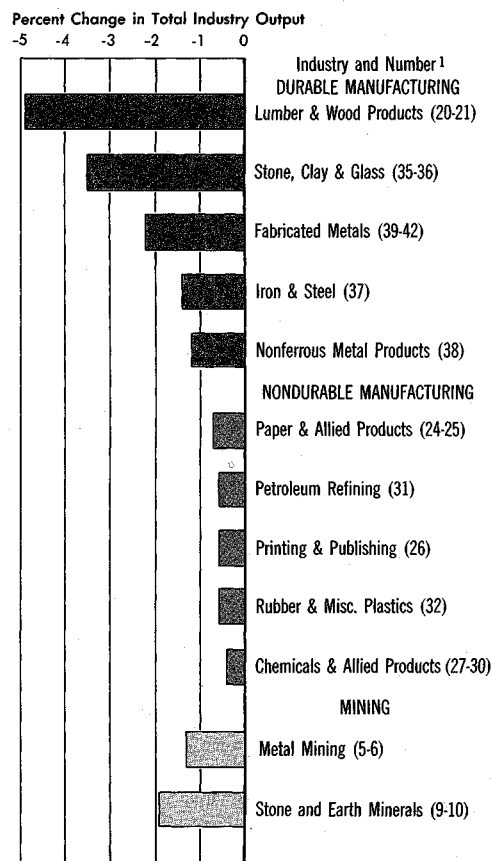 Percent Change in Total Industry Output
-5 -4 -3 -2 -1 0
Industry and Number 1
DURABLE MANUFACTURING
Lumber & Wood Products (20-21)
Stone, Clay & Glass (35-36)
Fabricated Metals (39-42)
Iron & Steel (37)
Nonferrous Metal Products (38)
NONDURABLE MANUFACTURING
Paper & Allied Products (24-25)
Petroleum Refining (31)
Printing & Publishing (26)
Rubber & Misc. Plastics (32)
Chemicals & Allied Products (27-30)
MINING
Metal Mining (5-6)
Stone and Earth Minerals (9-10)